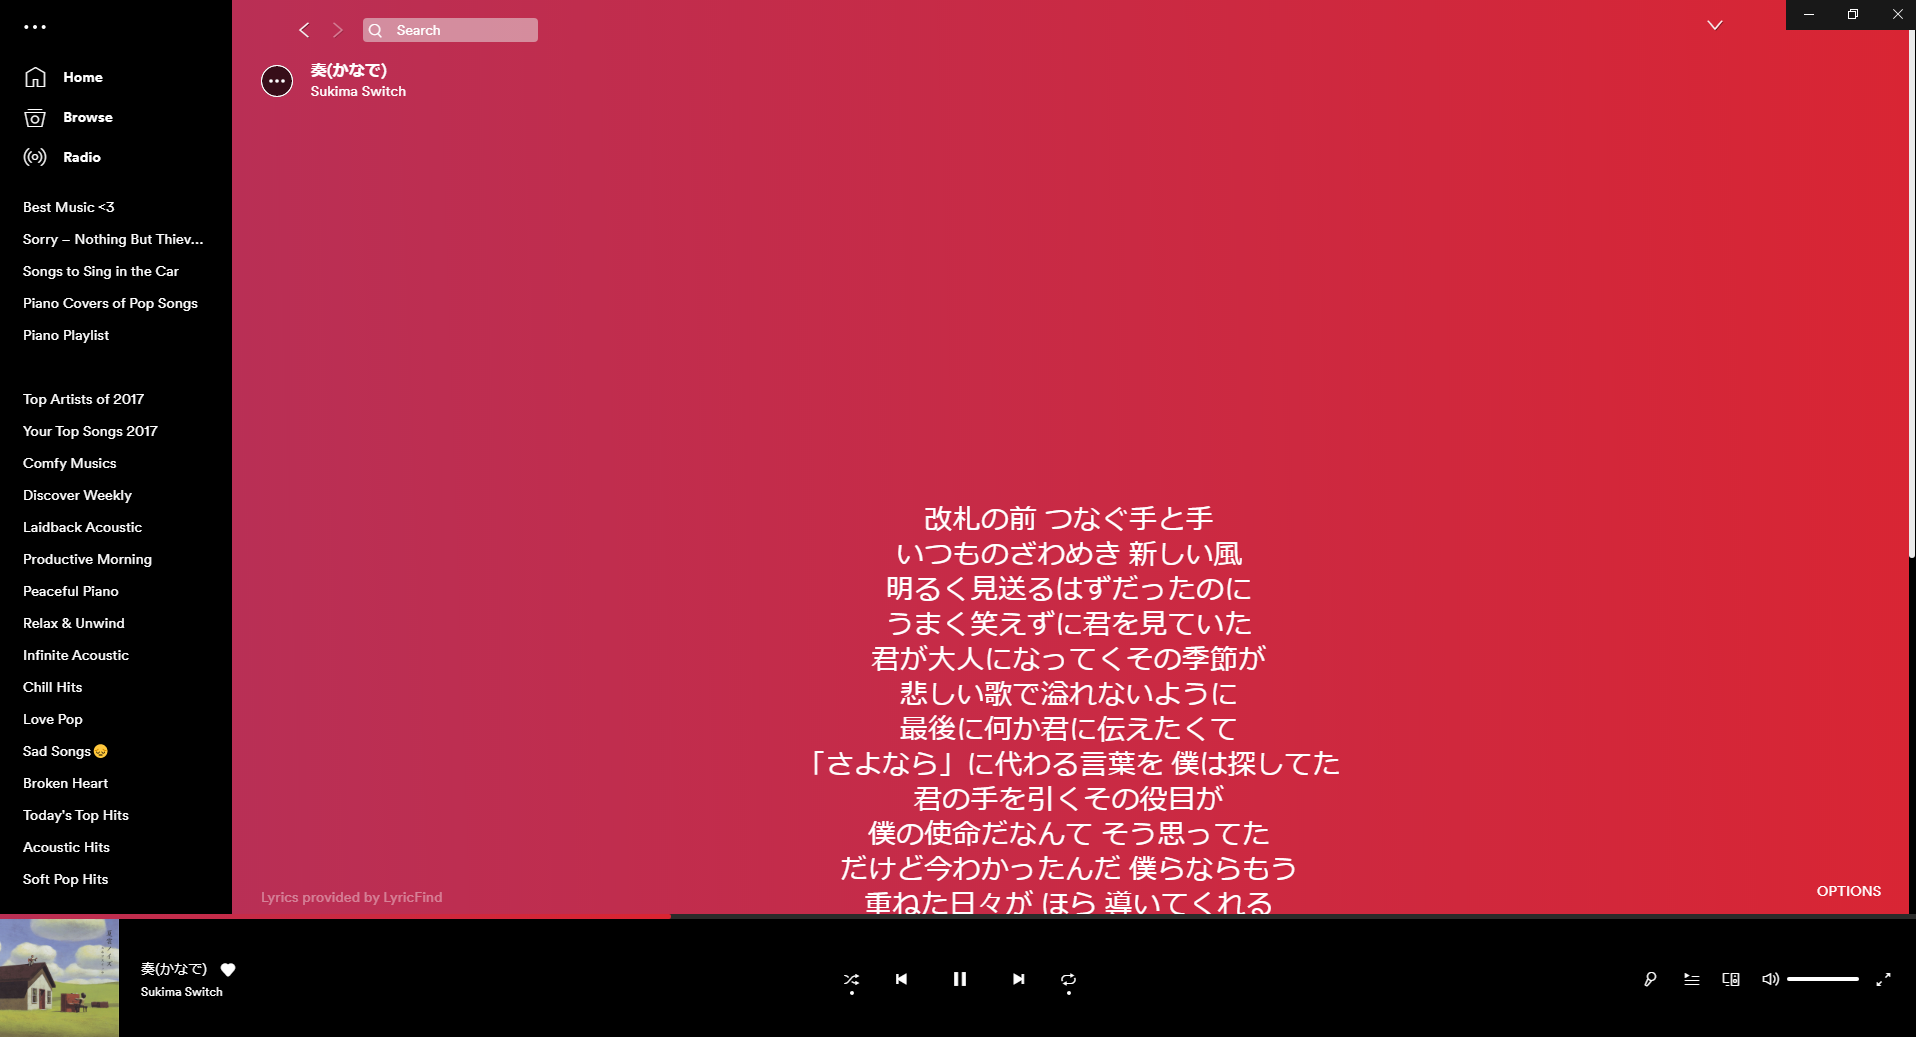 Home
Browse
Radio
Best Music <3
Sorry – Nothing But Thiev...
Songs to Sing in the Car
Piano Covers of Pop Songs
Piano Playlist
Top Artists of 2017
Your Top Songs 2017
Comfy Musics
Discover Weekly
Laidback Acoustic
Productive Morning
Peaceful Piano
Relax & Unwind
Infinite Acoustic
Chill Hits
Love Pop
Sad Songs😞
Broken Heart
Today's Top Hits
Acoustic Hits
Soft Pop Hits
Search
奏(かなで)
Sukima Switch
改札の前 つなぐ手と手
いつものざわめき 新しい風
明るく見送るはずだったのに
うまく笑えずに君を見ていた
君が大人になってくその季節が
悲しい歌で溢れないように
最後に何か君に伝えたくて
「さよなら」に代わる言葉を 僕は探してた
君の手を引くその役目が
僕の使命だなんて そう思ってた
だけど今わかったんだ 僕らならもう
重ねた日々が ほら 導いてくれる
Lyrics provided by LyricFind
OPTIONS
奏(かなで)
Sukima Switch